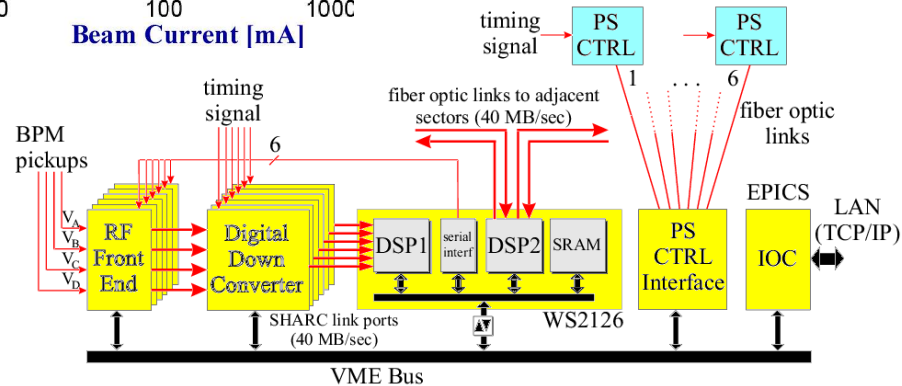 0 100 1000
Beam Current [mA]
timing
signal
PS
CTRL
PS
CTRL
1 . . . 6
fiber optic
links
timing
signal
fiber optic links to adjacent
sectors (40 MB/sec)
BPM
pickups
6
EPICS
LAN
(TCP/IP)
VA
VB
VC
VD
RF
Front
End
Digital
Down
Converter
DSP1
serial
interf
DSP2
SRAM
PS
CTRL
Interface
IOC
WS2126
SHARC link ports
(40 MB/sec)
VME Bus